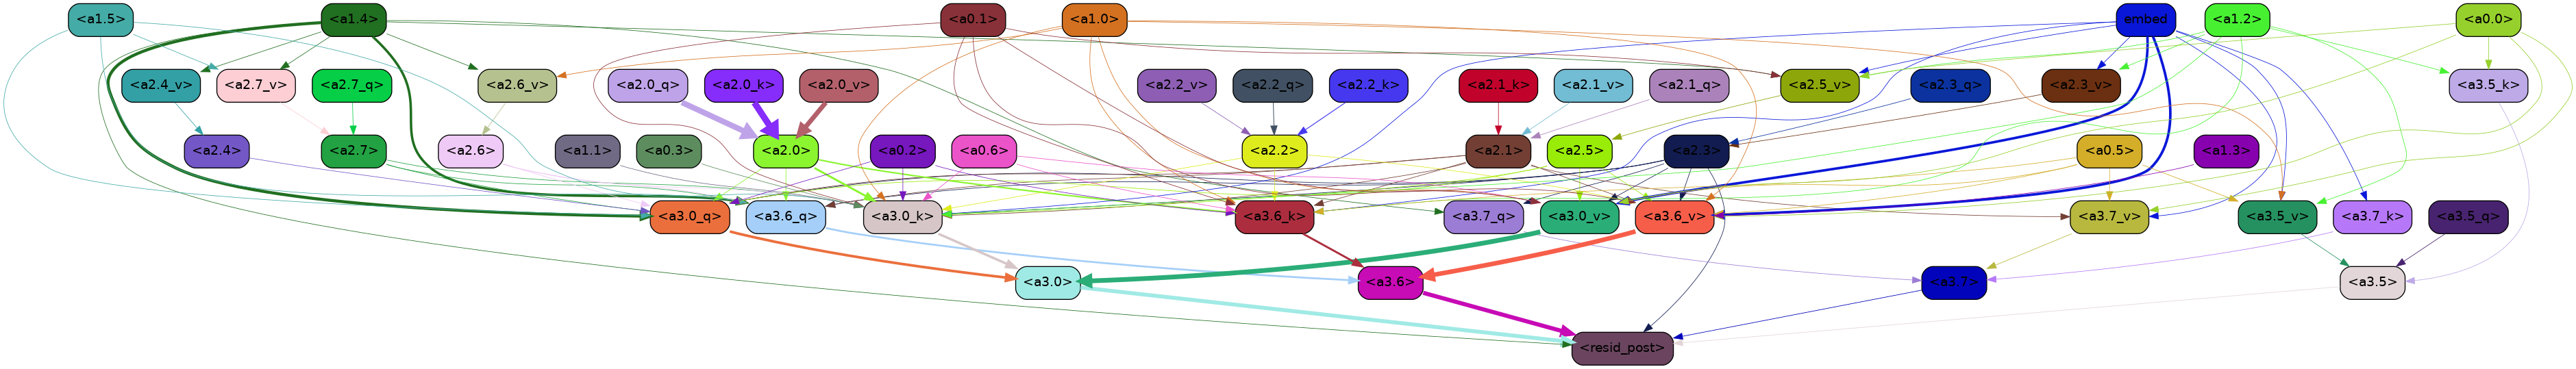 <a1.5> <a1.4> <a0.1> <a1.0> embed <a1.2> <a0.0>
<a2.4_v> <a2.7_v> <a2.7_q> <a2.6_v> <a2.0_q> <a2.0_k> <a2.0_v> <a2.2_v> <a2.2_q> <a2.2_k> <a2.1_k> <a2.1_v> <a2.1_q> <a2.5_v> <a2.3_q> <a2.3_v> <a3.5_k>
<a2.4> <a2.7> <a2.6> <a1.1> <a0.3> <a2.0> <a0.2> <a0.6> <a2.2> <a2.1> <a2.5> <a2.3> <a0.5> <a1.3>
<a3.0_q> <a3.6_q> <a3.0_k> <a3.6_k> <a3.7_q> <a3.0_v> <a3.6_v> <a3.7_v> <a3.5_v> <a3.7_k> <a3.5_q>
<a3.0> <a3.6> <a3.7> <a3.5>
<resid_post>